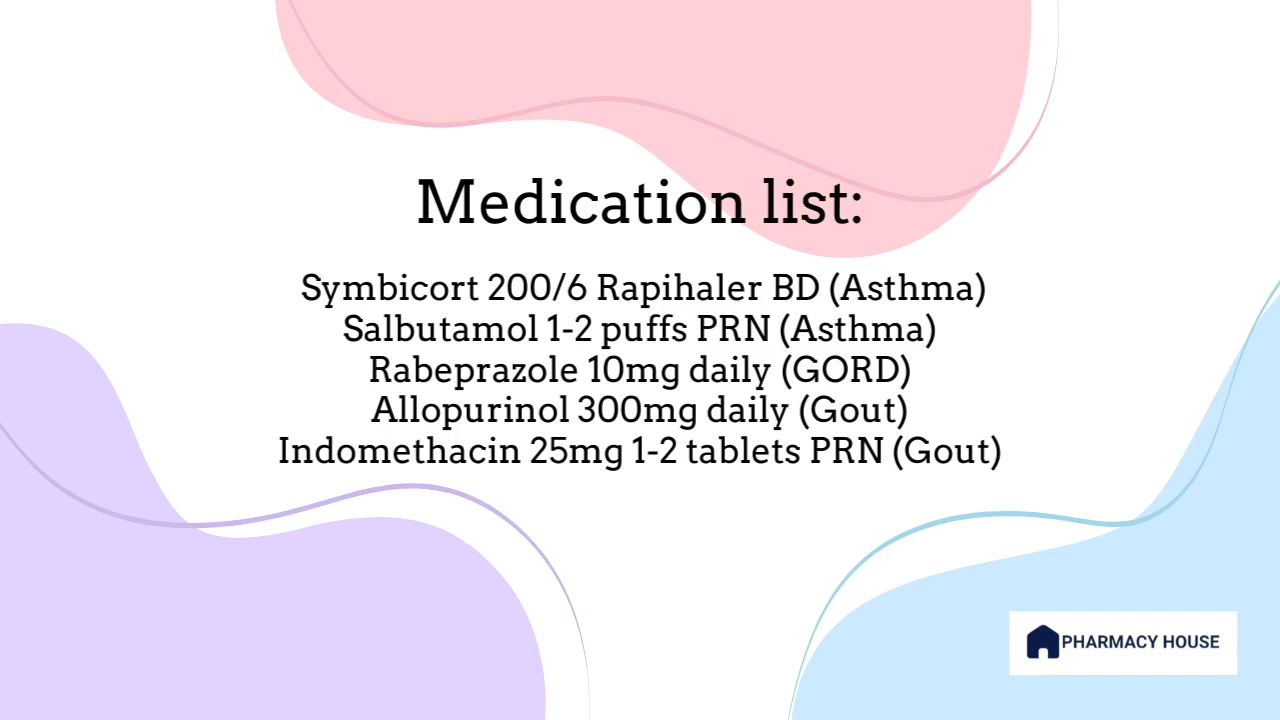 Medication list:
Symbicort 200/6 Rapihaler BD (Asthma)
Salbutamol 1-2 puffs PRN (Asthma)
Rabeprazole 10mg daily (GORD)
Allopurinol 300mg daily (Gout)
Indomethacin 25mg 1-2 tablets PRN (Gout)
PHARMACY HOUSE